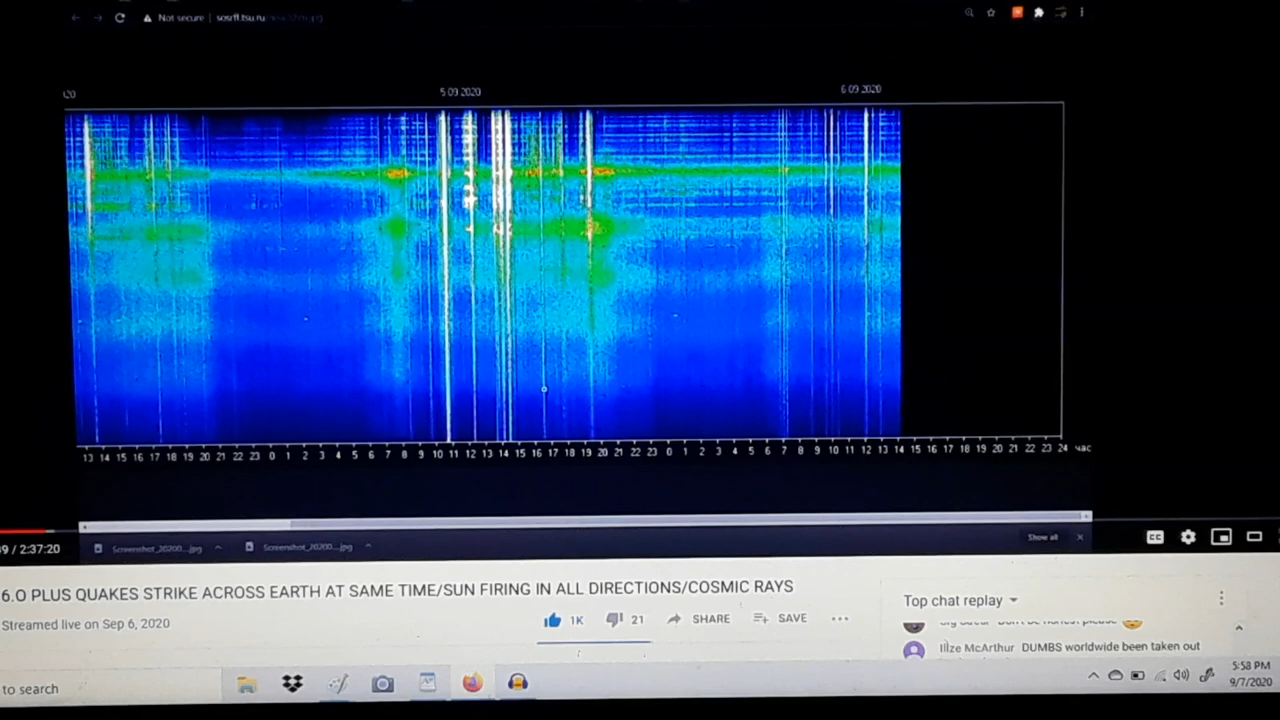 Not secure
5 09 2020
6 09 2020
13 14 15 16 17 18 19 20 21 22 23 0 1 2 3 4 5 6 7 8 9 10 11 12 13 14 15 16 17 18 19 20 21 22 23 0 1 2 3 4 5 6 7 8 9 10 11 12 13 14 15 16 17 18 19 20 21 22 23 24 час
Screenshot_20200....jpg
Screenshot_20200....jpg
Show all
/ 2:37:20
CC
6.0 PLUS QUAKES STRIKE ACROSS EARTH AT SAME TIME/SUN FIRING IN ALL DIRECTIONS/COSMIC RAYS
Streamed live on Sep 6, 2020
1K
21
SHARE
SAVE
Top chat replay
Ilze McArthur DUMBS worldwide been taken out
to search
5:58 PM
9/7/2020